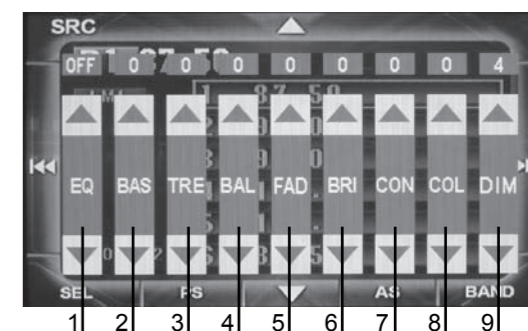 SRC
OFF 0 0 0 0 0 0 0 4
EQ BAS TRE BAL FAD BRI CON COL DIM
SEL PS AS BAND
1 2 3 4 5 6 7 8 9